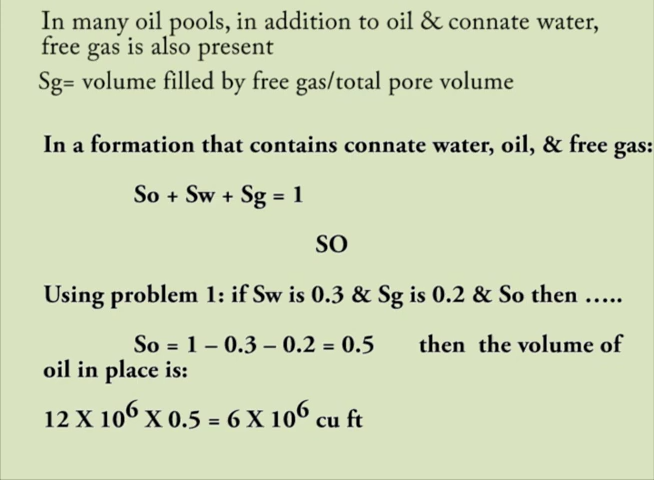 In many oil pools, in addition to oil & connate water,
free gas is also present
Sg= volume filled by free gas/total pore volume
In a formation that contains connate water, oil, & free gas:
So + Sw + Sg = 1
SO
Using problem 1: if Sw is 0.3 & Sg is 0.2 & So then .....
So = 1 – 0.3 – 0.2 = 0.5 then the volume of
oil in place is:
12 X 10⁶ X 0.5 = 6 X 10⁶ cu ft